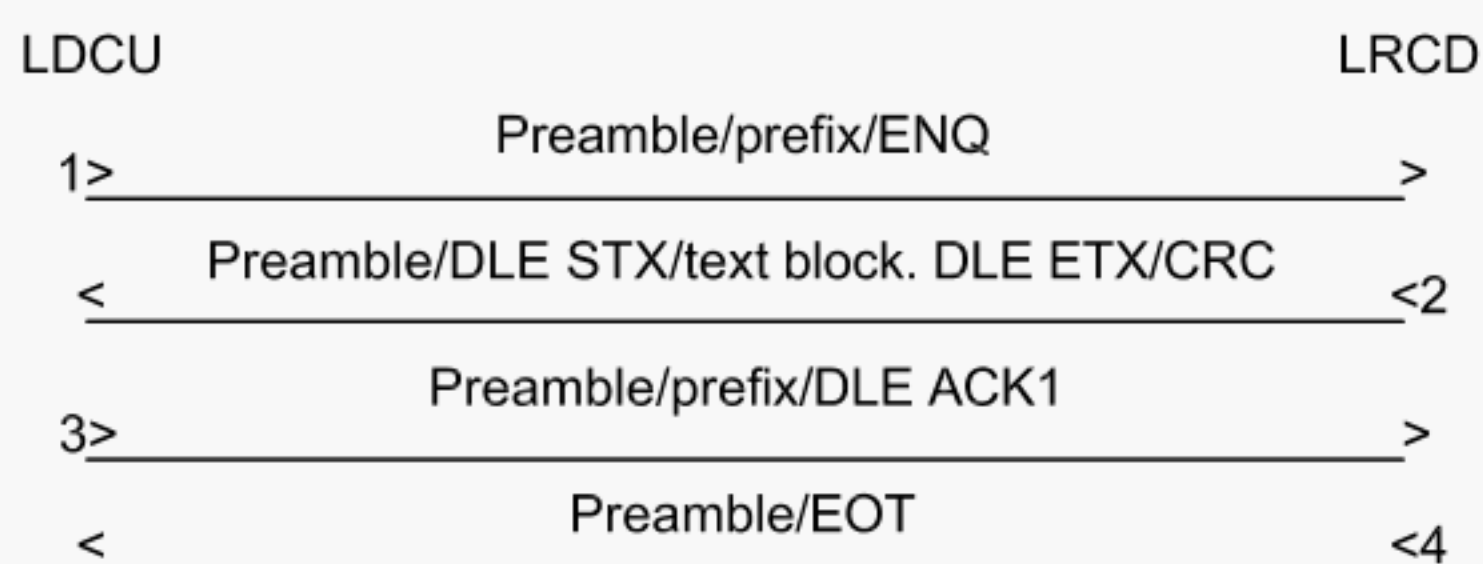 LDCU LRCD
Preamble/prefix/ENQ
1> >
Preamble/DLE STX/text block. DLE ETX/CRC
< <2
Preamble/prefix/DLE ACK1
3> >
Preamble/EOT
< <4